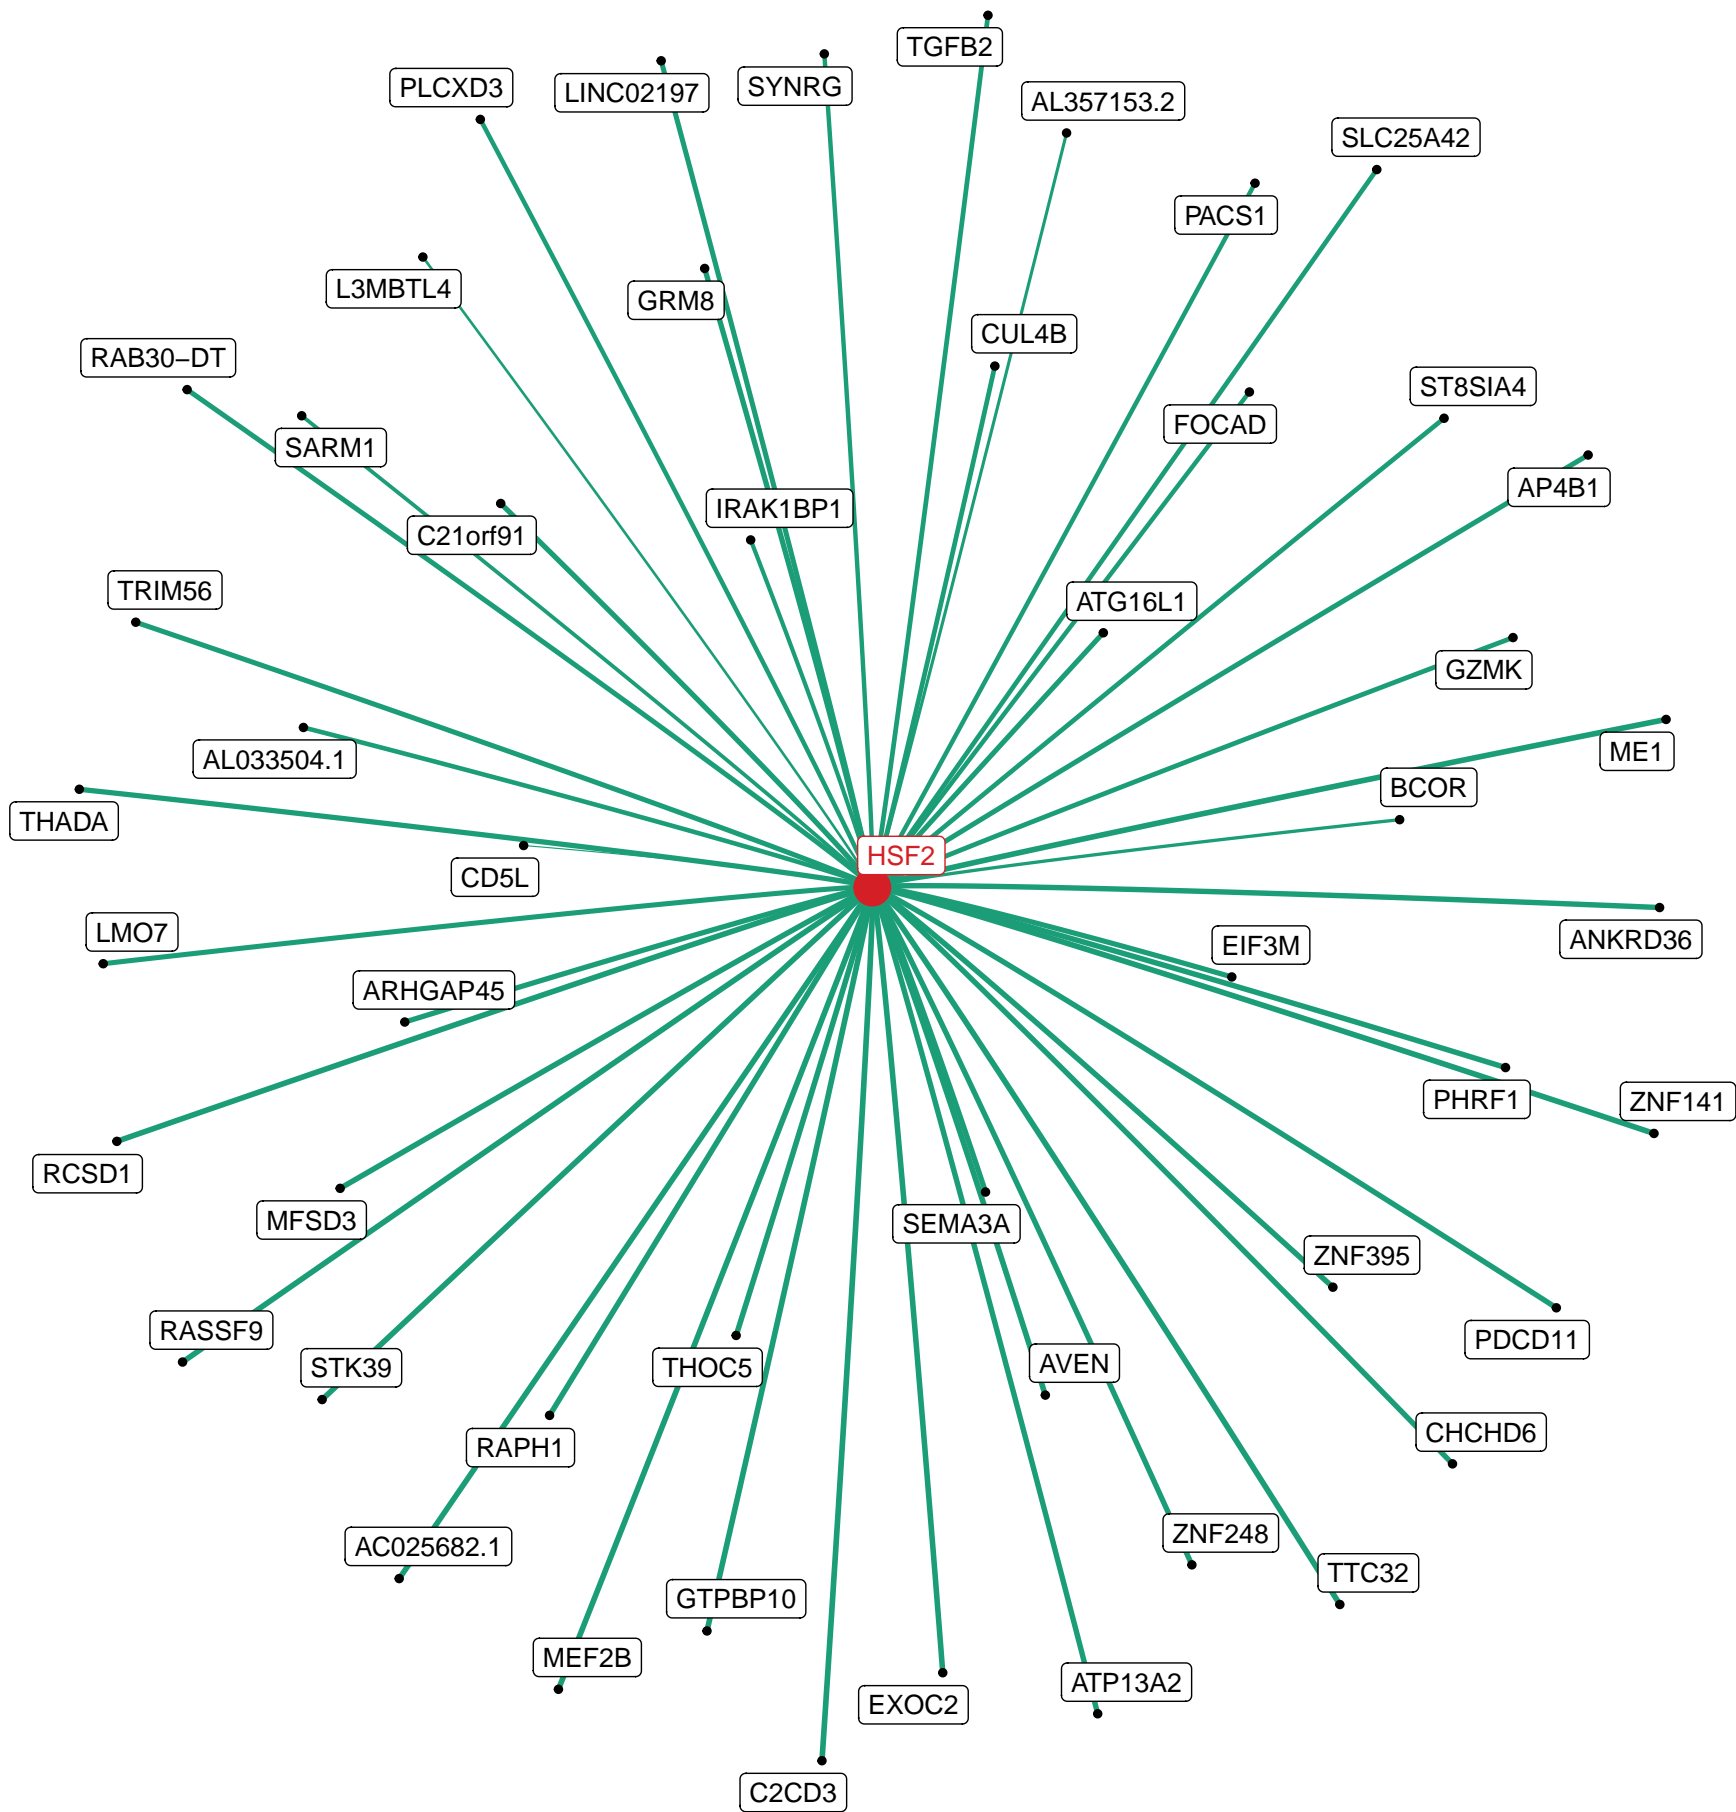 TGFB2
PLCXD3
LINC02197
SYNRG
AL357153.2
SLC25A42
PACS1
L3MBTL4
GRM8
CUL4B
RAB30−DT
ST8SIA4
SARM1
FOCAD
AP4B1
IRAK1BP1
C21orf91
TRIM56
ATG16L1
GZMK
AL033504.1
ME1
BCOR
THADA
HSF2
CD5L
LMO7
ANKRD36
EIF3M
ARHGAP45
PHRF1
ZNF141
RCSD1
MFSD3
SEMA3A
ZNF395
RASSF9
PDCD11
STK39
THOC5
AVEN
CHCHD6
RAPH1
ZNF248
AC025682.1
TTC32
GTPBP10
MEF2B
ATP13A2
EXOC2
C2CD3